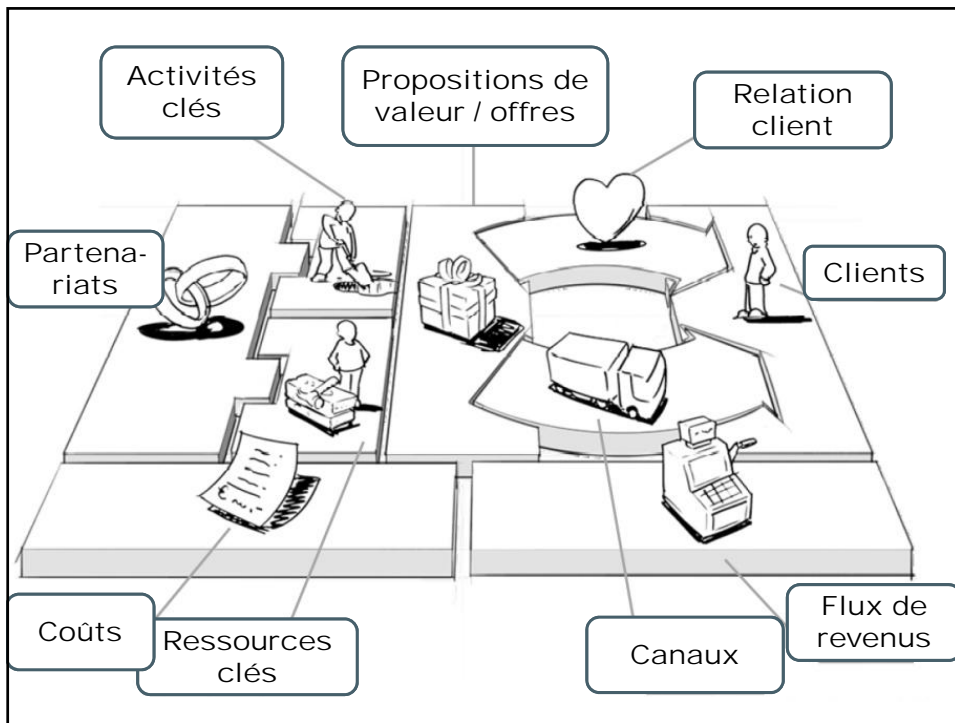 Activités
clés
Propositions de
valeur / offres
Relation
client
Partena-
riats
Clients
Coûts
Ressources
clés
Canaux
Flux de
revenus